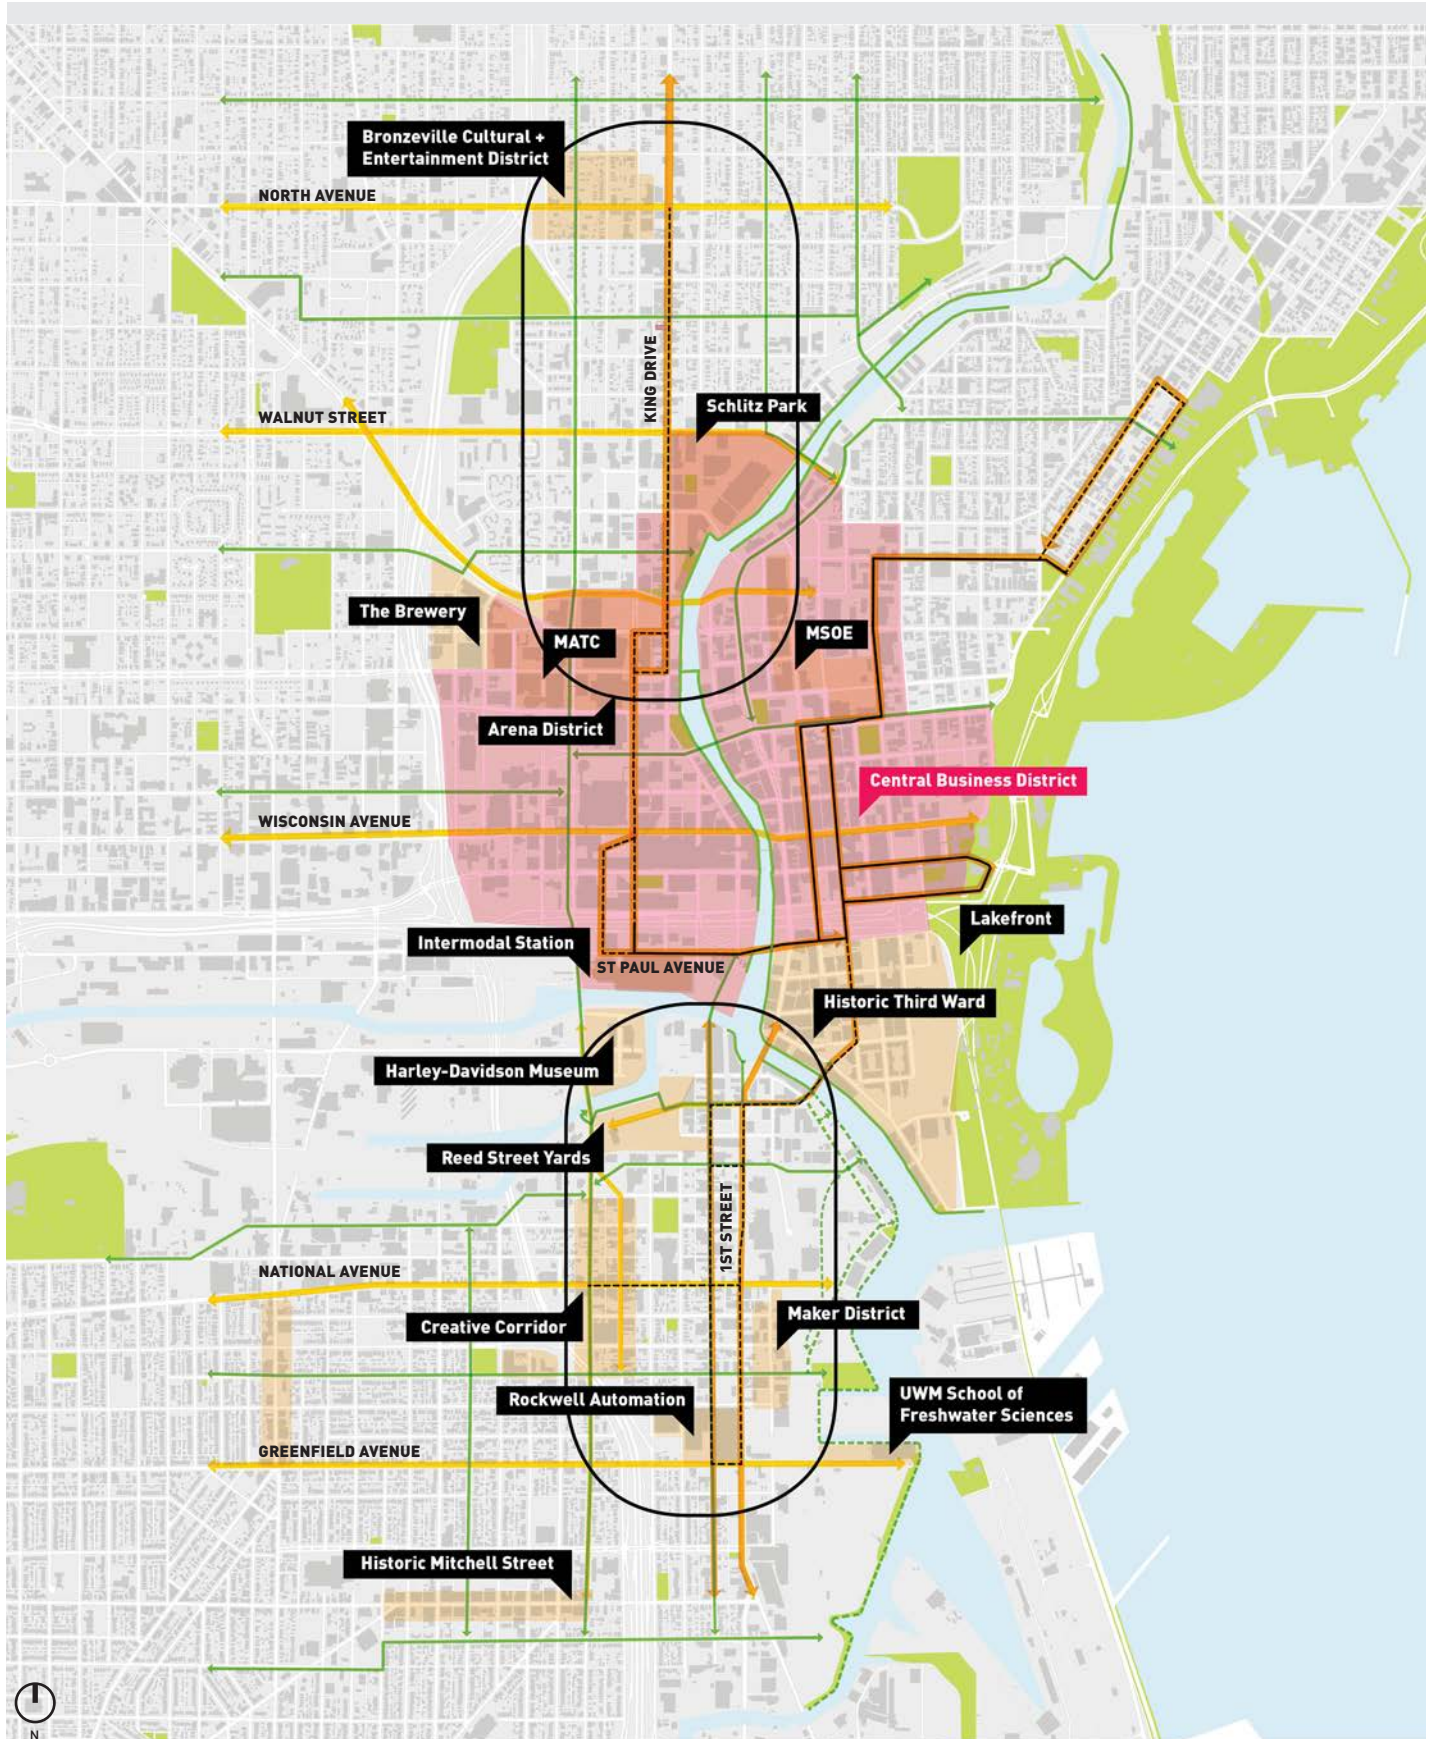 Bronzeville Cultural +
Entertainment District
NORTH AVENUE
KING DRIVE
Schlitz Park
WALNUT STREET
The Brewery
MATC
MSOE
Arena District
Central Business District
WISCONSIN AVENUE
Lakefront
Intermodal Station
ST PAUL AVENUE
Historic Third Ward
Harley-Davidson Museum
Reed Street Yards
1ST STREET
NATIONAL AVENUE
Creative Corridor
Maker District
Rockwell Automation
UWM School of
Freshwater Sciences
GREENFIELD AVENUE
Historic Mitchell Street
N